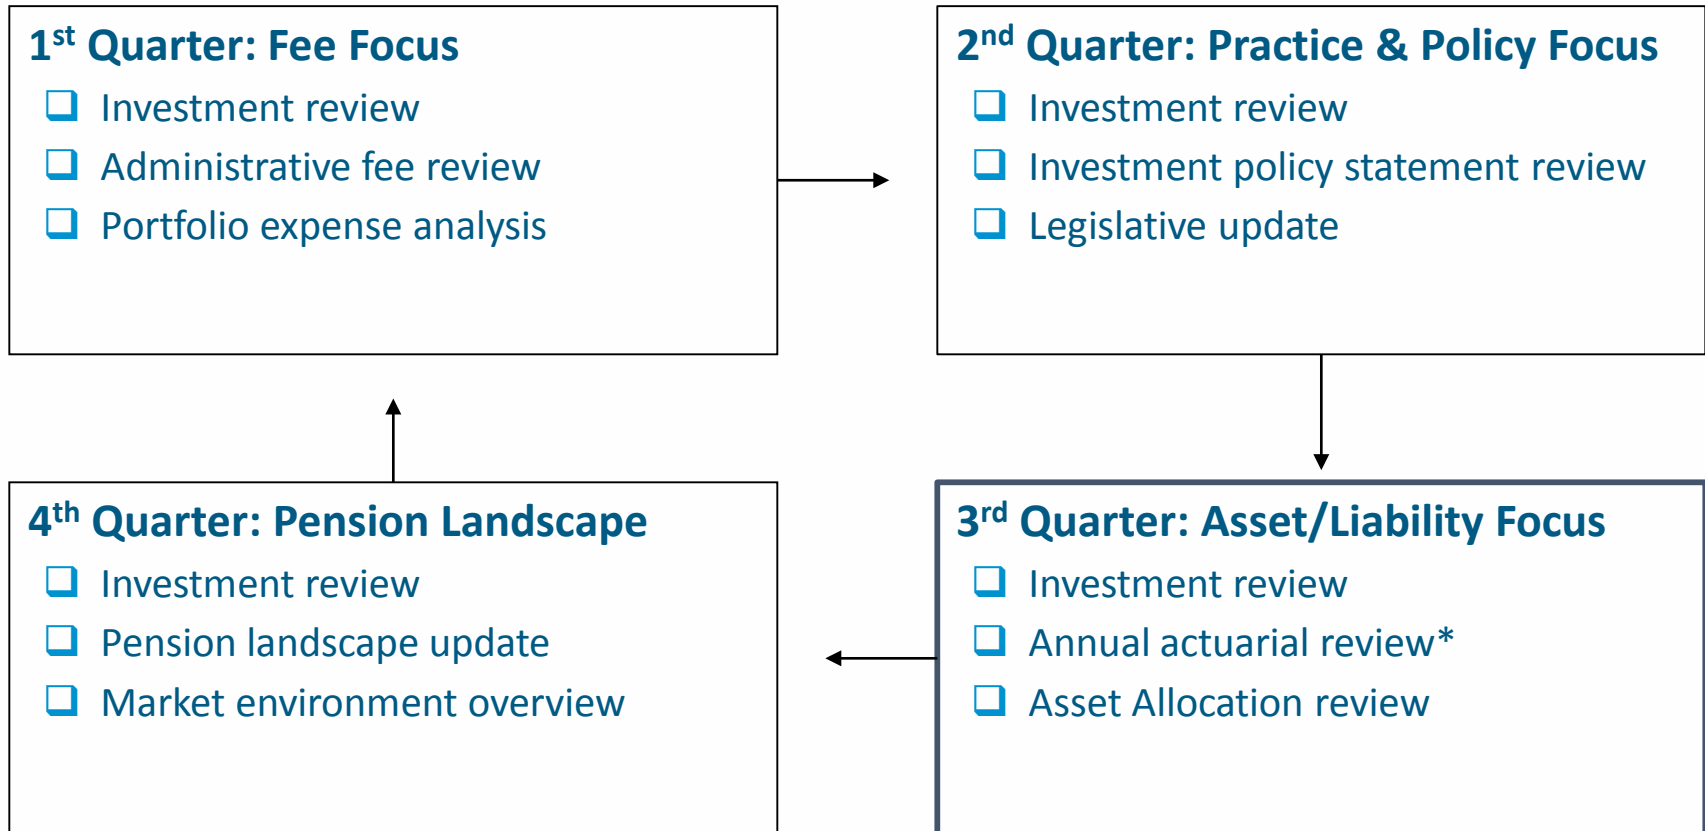 1st Quarter: Fee Focus
❑ Investment review
❑ Administrative fee review
❑ Portfolio expense analysis
2nd Quarter: Practice & Policy Focus
❑ Investment review
❑ Investment policy statement review
❑ Legislative update
3rd Quarter: Asset/Liability Focus
❑ Investment review
❑ Annual actuarial review*
❑ Asset Allocation review
4th Quarter: Pension Landscape
❑ Investment review
❑ Pension landscape update
❑ Market environment overview